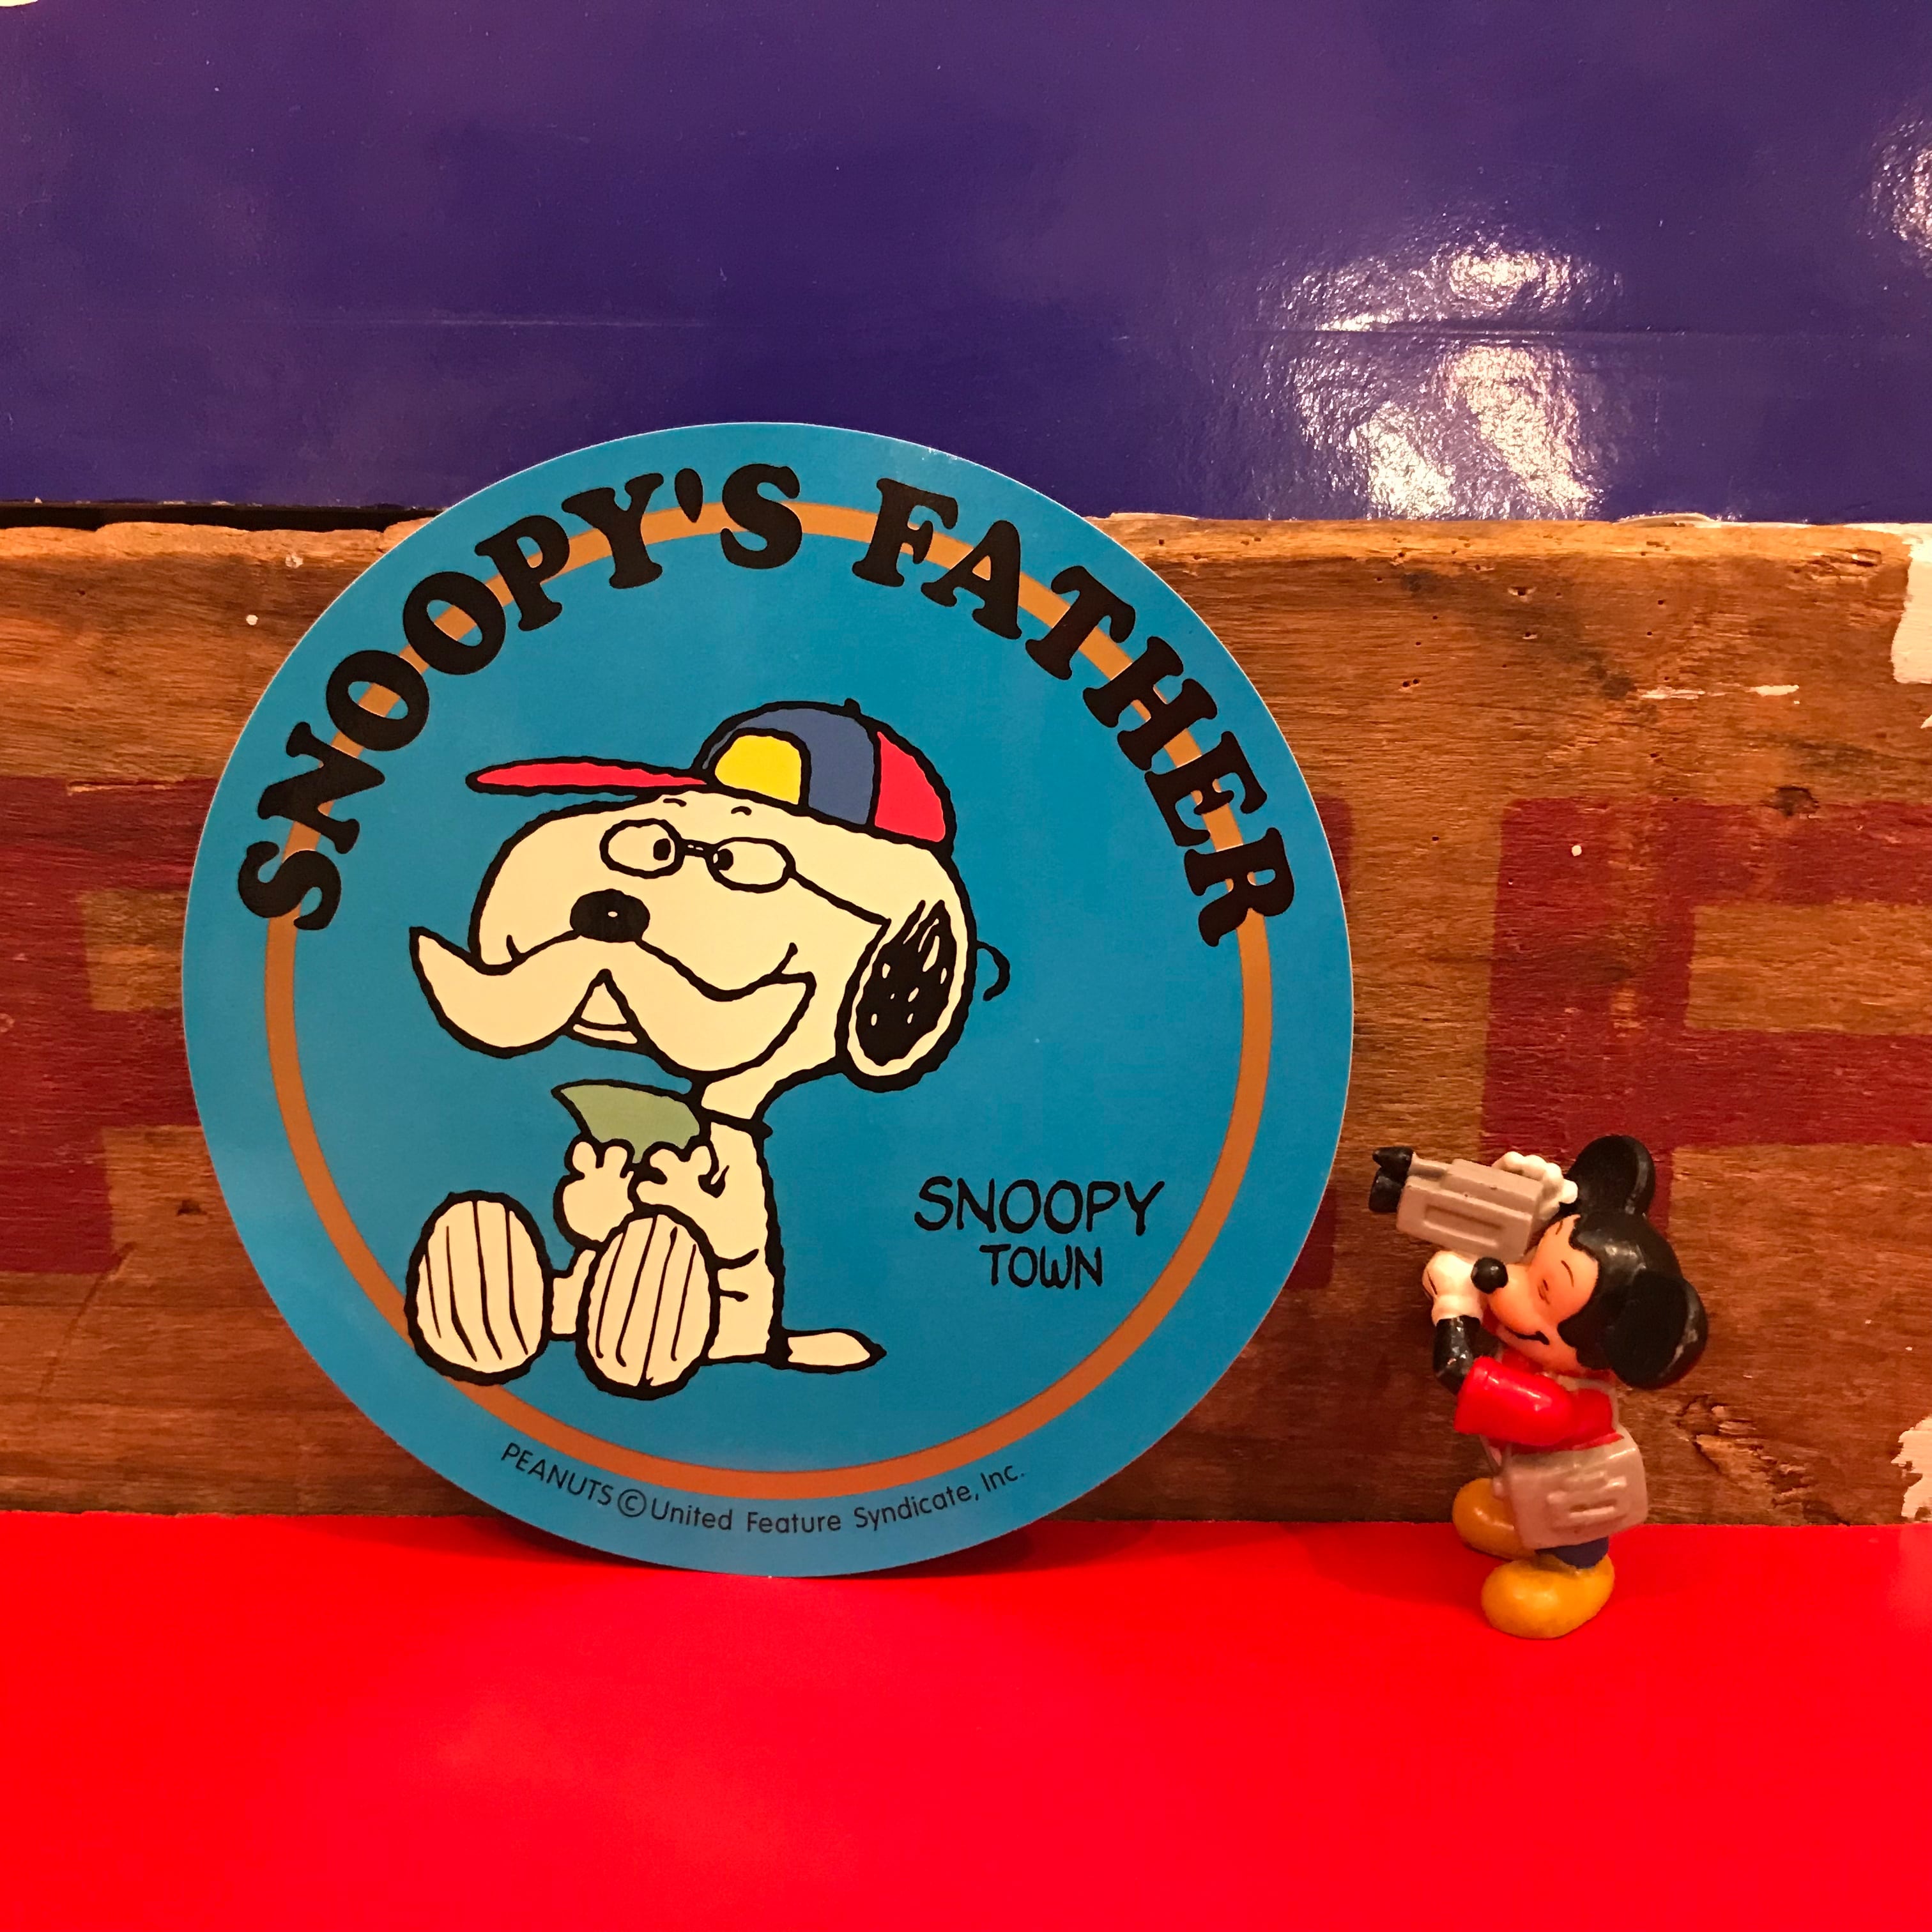 SNOOPY'S FATHER
SNOOPY
TOWN
PEANUTS © United Feature Syndicate, Inc.